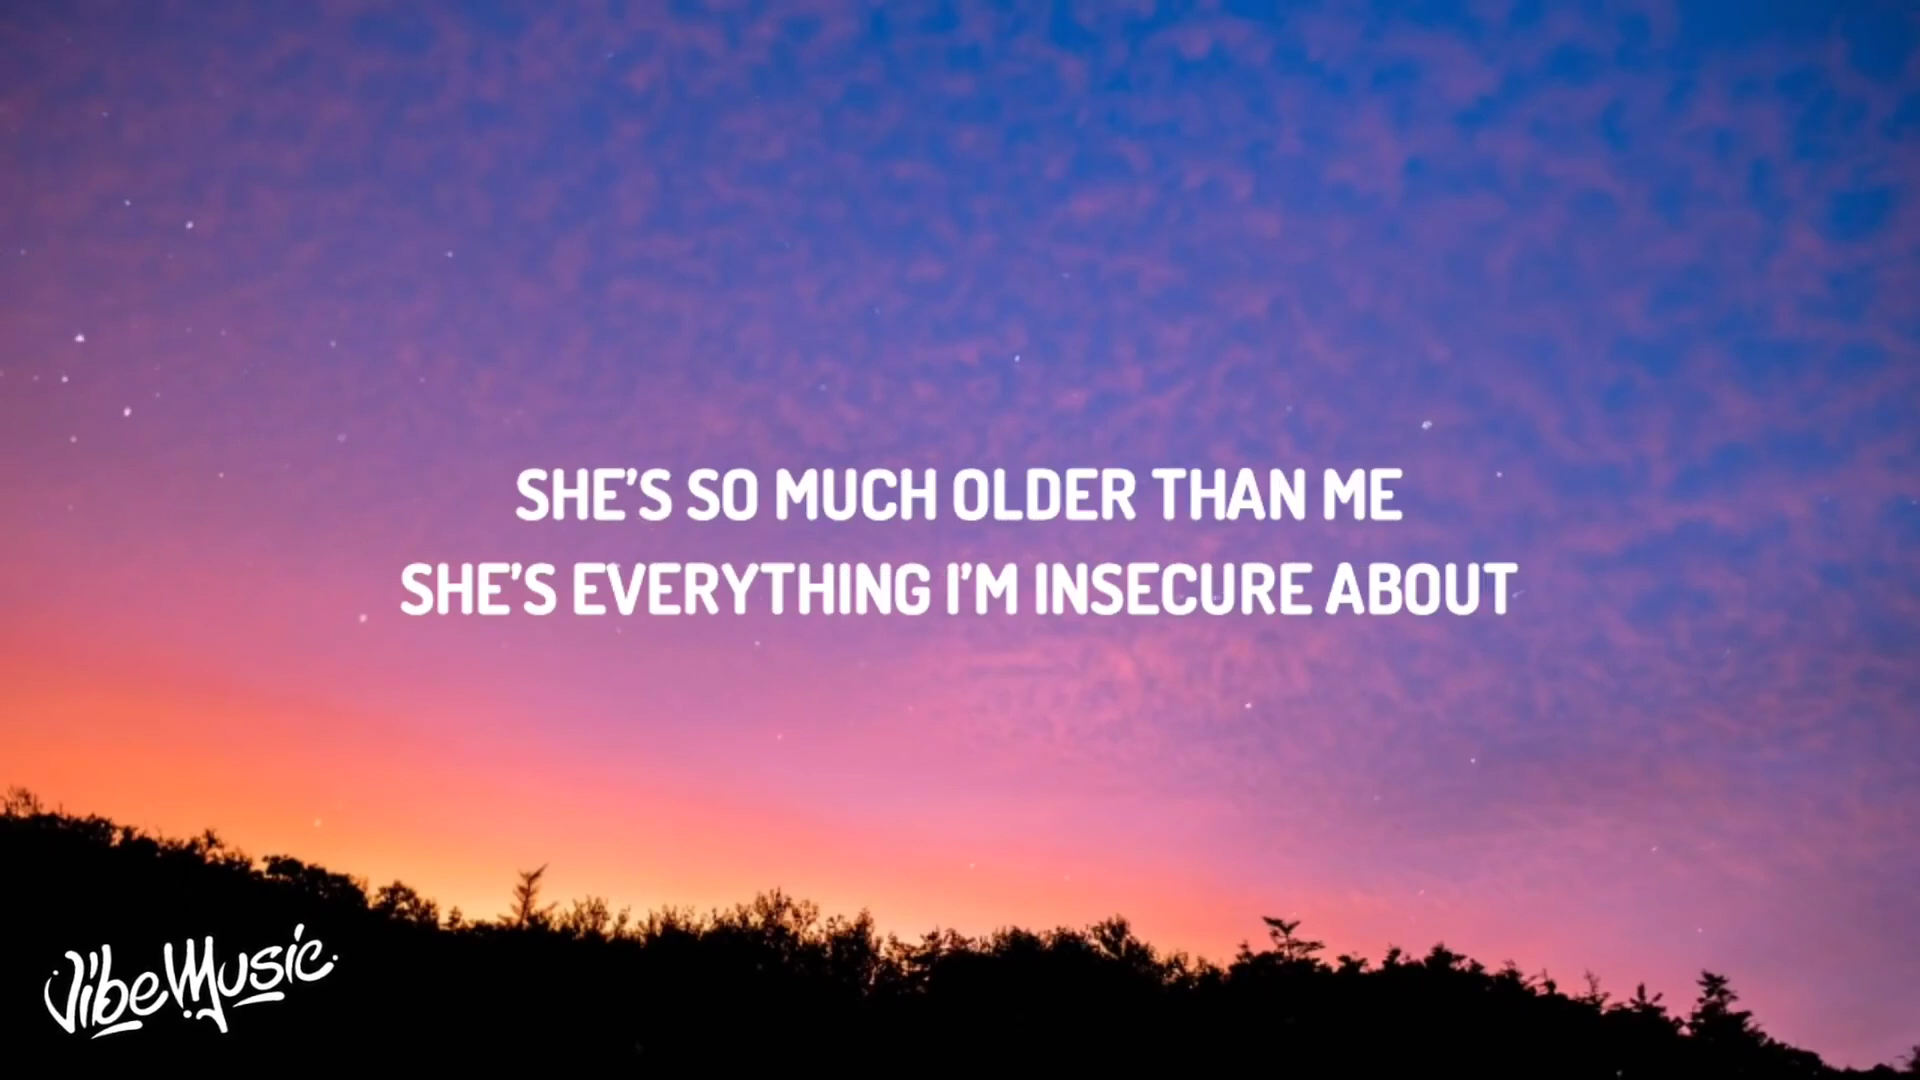 SHE'S SO MUCH OLDER THAN ME
SHE'S EVERYTHING I'M INSECURE ABOUT
VibeMusic